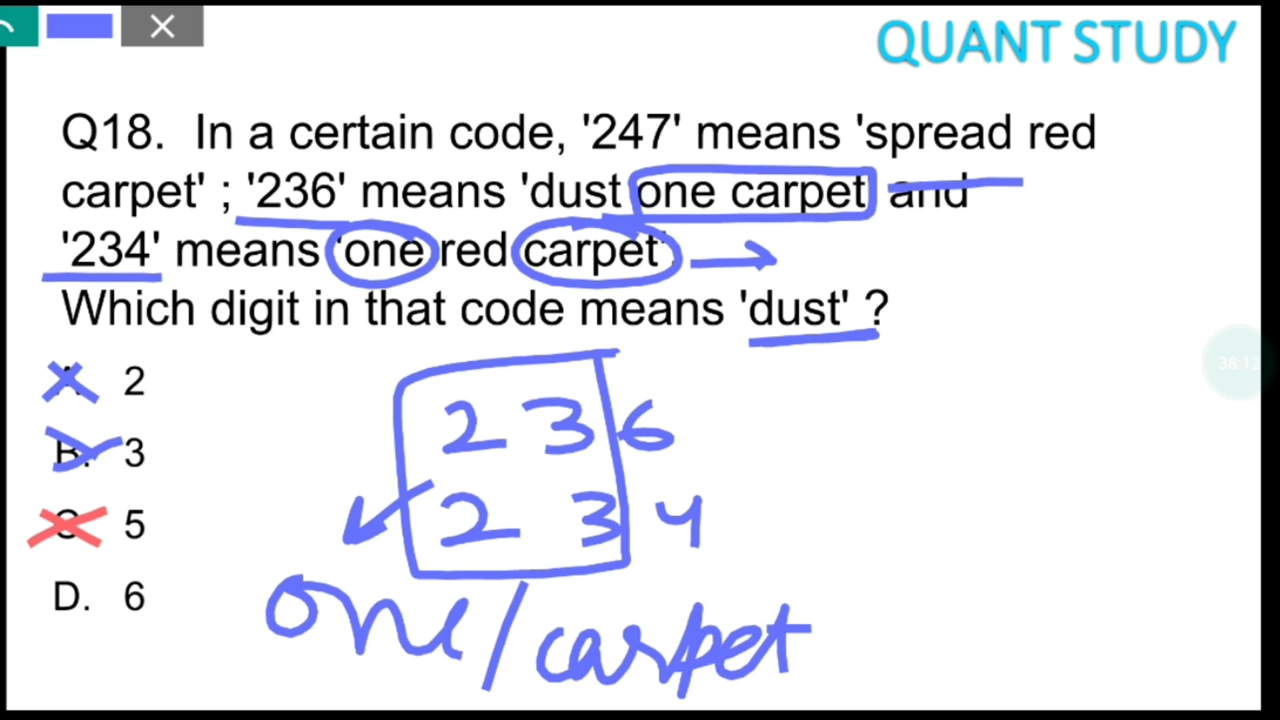 QUANT STUDY
Q18. In a certain code, '247' means 'spread red
carpet' ; '236' means 'dust one carpet and
'234' means 'one red carpet'.
Which digit in that code means 'dust' ?
A. 2
B. 3
C. 5
D. 6
2 3 6
2 3 4
one/carpet
38:12